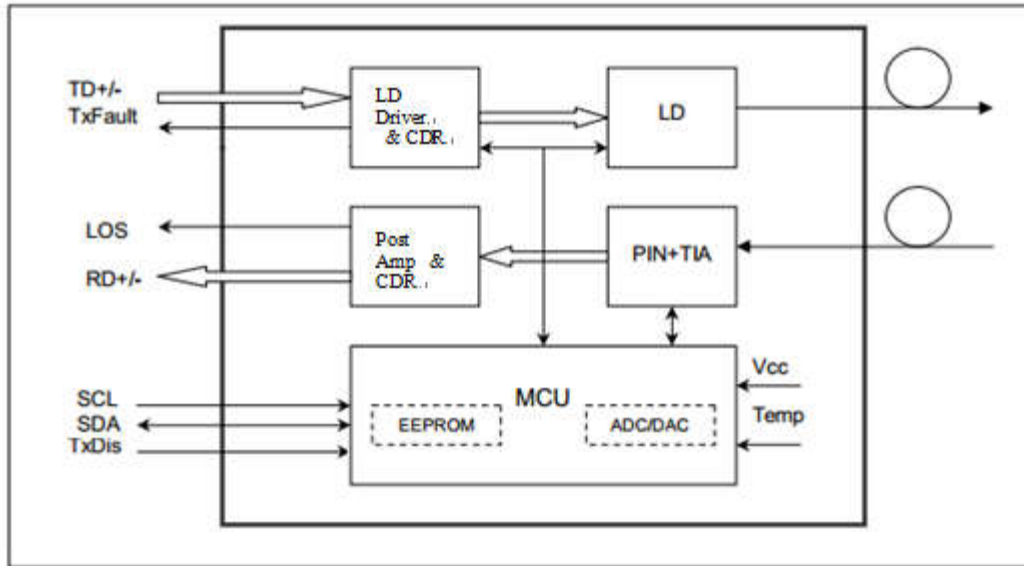 TD+/-
TxFault
LD
Driver.
& CDR.
LD
LOS
RD+/-
Post
Amp &
CDR.
PIN+TIA
SCL
SDA
TxDis
MCU
EEPROM
ADC/DAC
Vcc
Temp